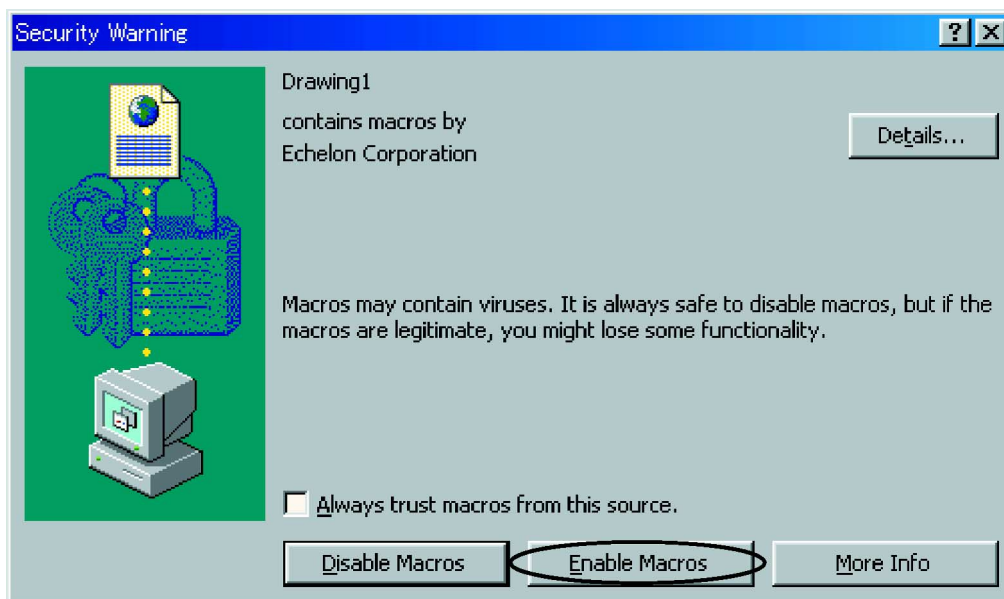 Security Warning
Drawing1
contains macros by
Echelon Corporation
Details...
Macros may contain viruses. It is always safe to disable macros, but if the
macros are legitimate, you might lose some functionality.
Always trust macros from this source.
Disable Macros Enable Macros More Info